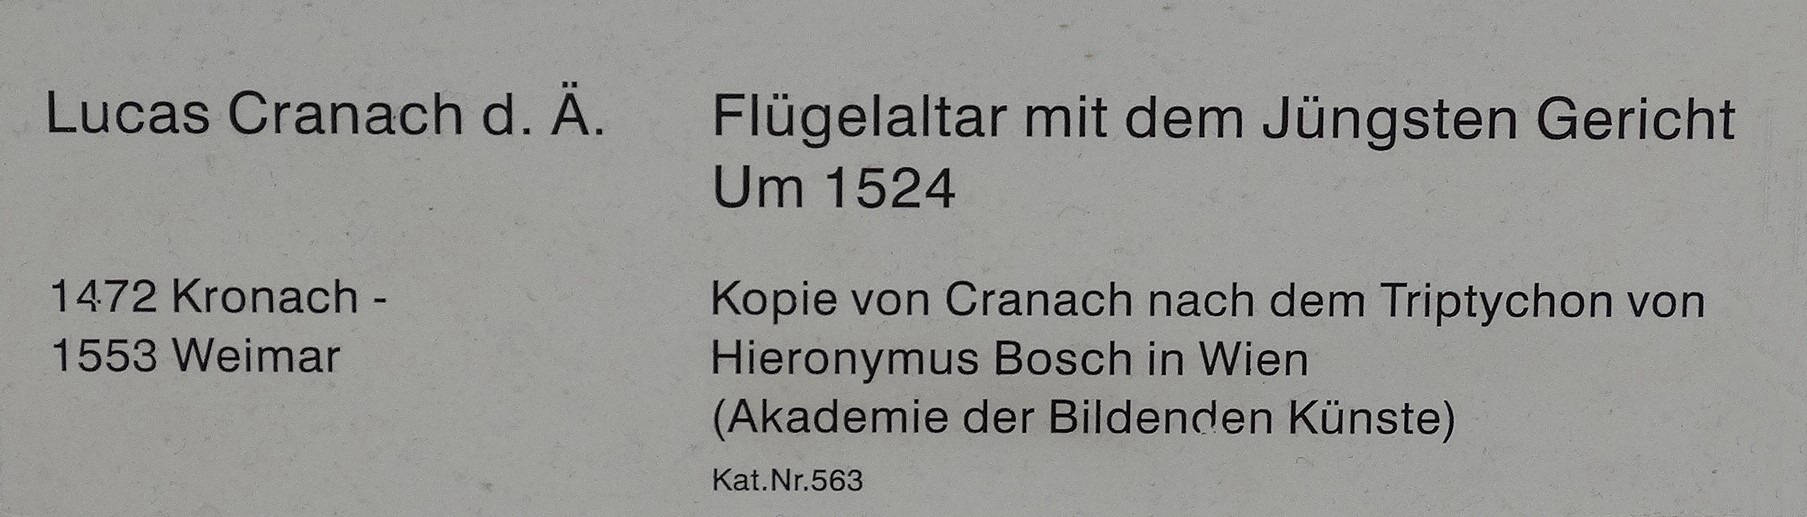 Lucas Cranach d. Ä.
Flügelaltar mit dem Jüngsten Gericht
Um 1524
1472 Kronach -
1553 Weimar
Kopie von Cranach nach dem Triptychon von
Hieronymus Bosch in Wien
(Akademie der Bildenden Künste)
Kat.Nr.563